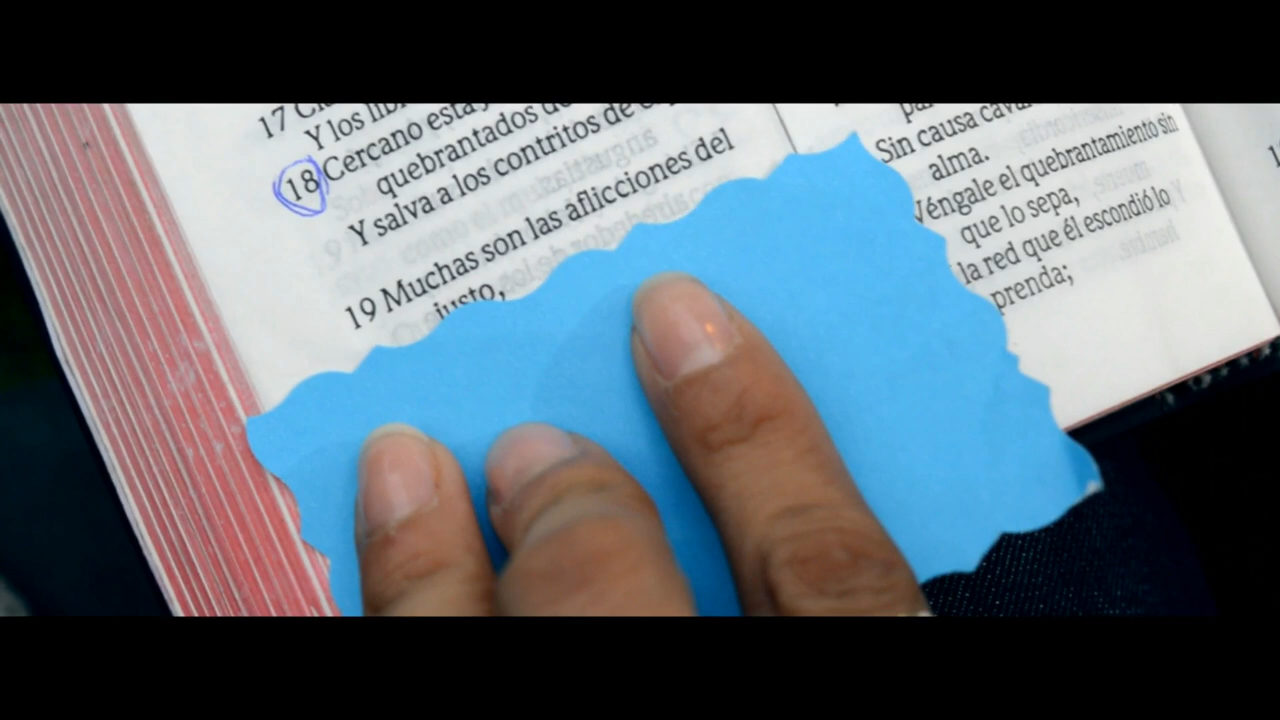 17
Y los
18 Cercano está
quebrantados de
Y salva a los contritos de
19 Muchas son las aflicciones del
justo,
Sin causa
alma.
Véngale el quebrantamiento sin
que lo sepa,
la red que él escondió lo
prenda;